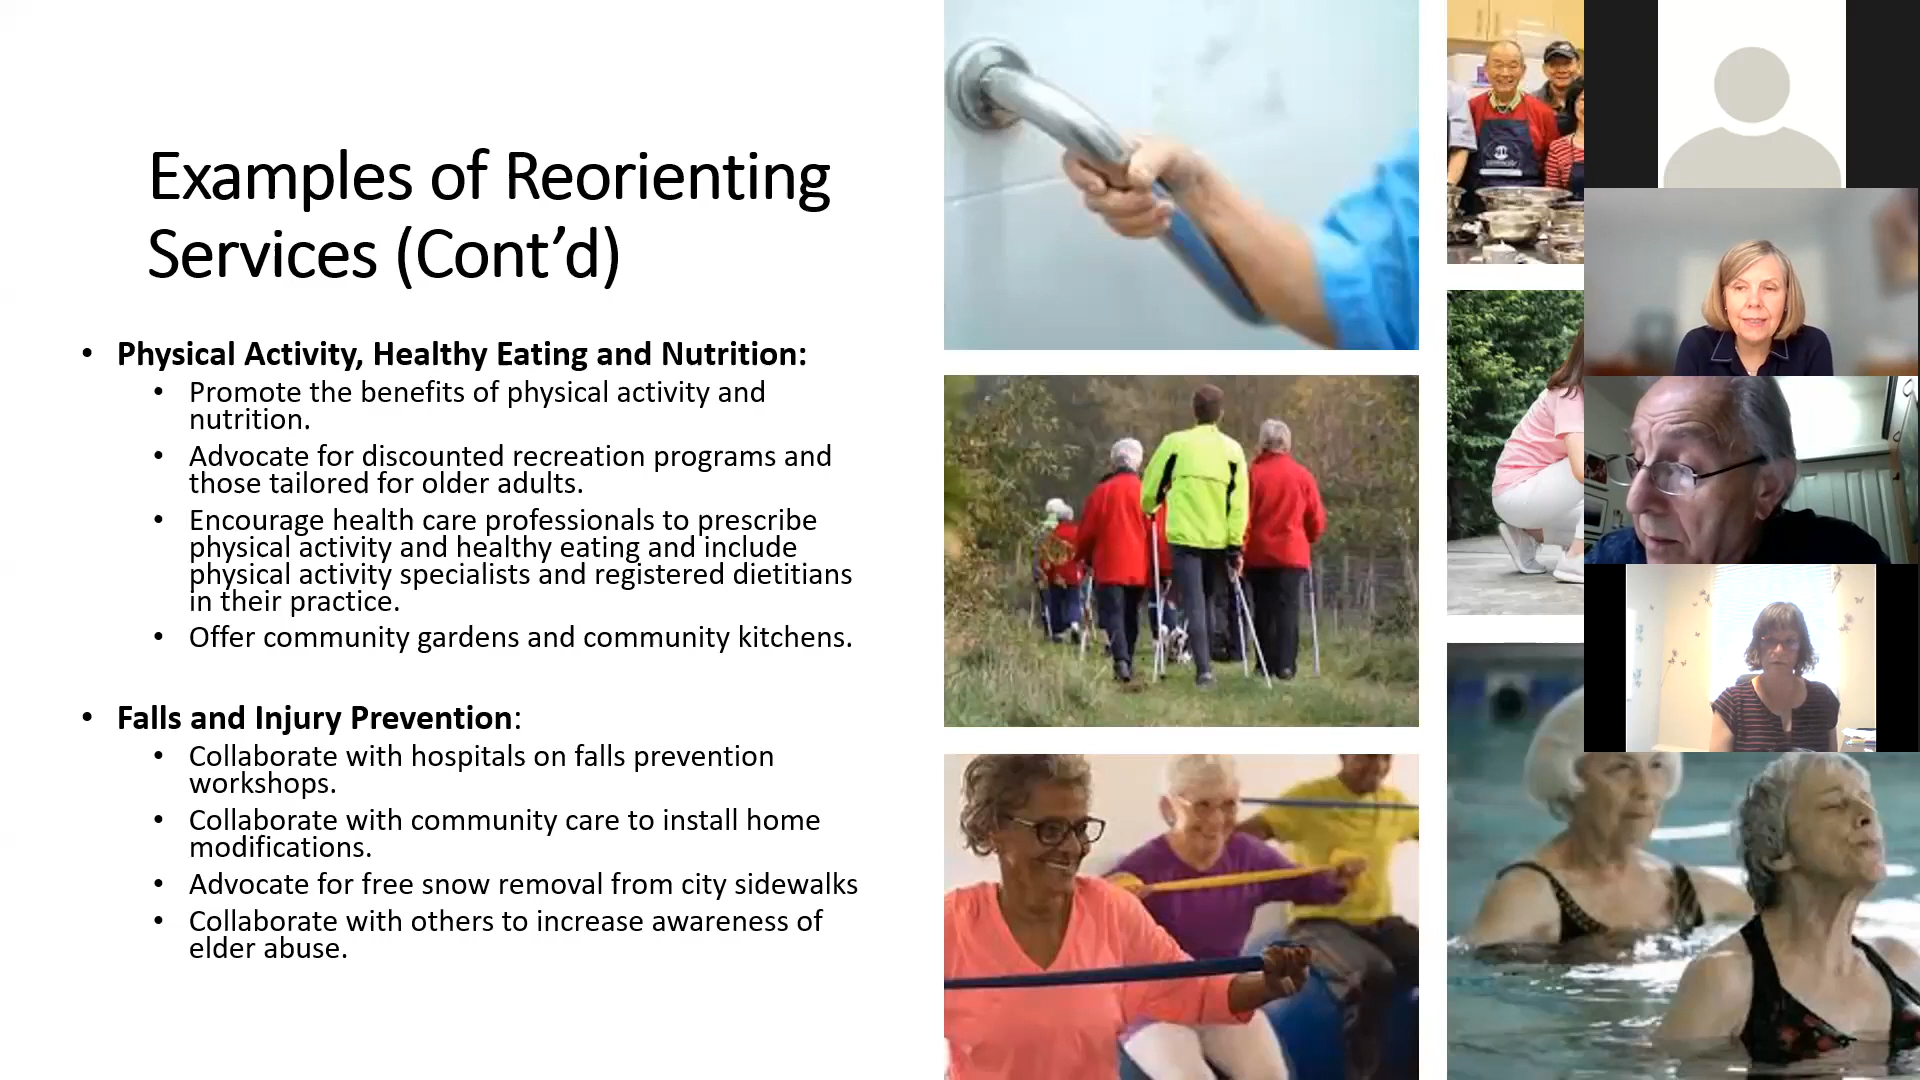 Examples of Reorienting
Services (Cont’d)
• Physical Activity, Healthy Eating and Nutrition:
• Promote the benefits of physical activity and
nutrition.
• Advocate for discounted recreation programs and
those tailored for older adults.
• Encourage health care professionals to prescribe
physical activity and healthy eating and include
physical activity specialists and registered dietitians
in their practice.
• Offer community gardens and community kitchens.
• Falls and Injury Prevention:
• Collaborate with hospitals on falls prevention
workshops.
• Collaborate with community care to install home
modifications.
• Advocate for free snow removal from city sidewalks
• Collaborate with others to increase awareness of
elder abuse.